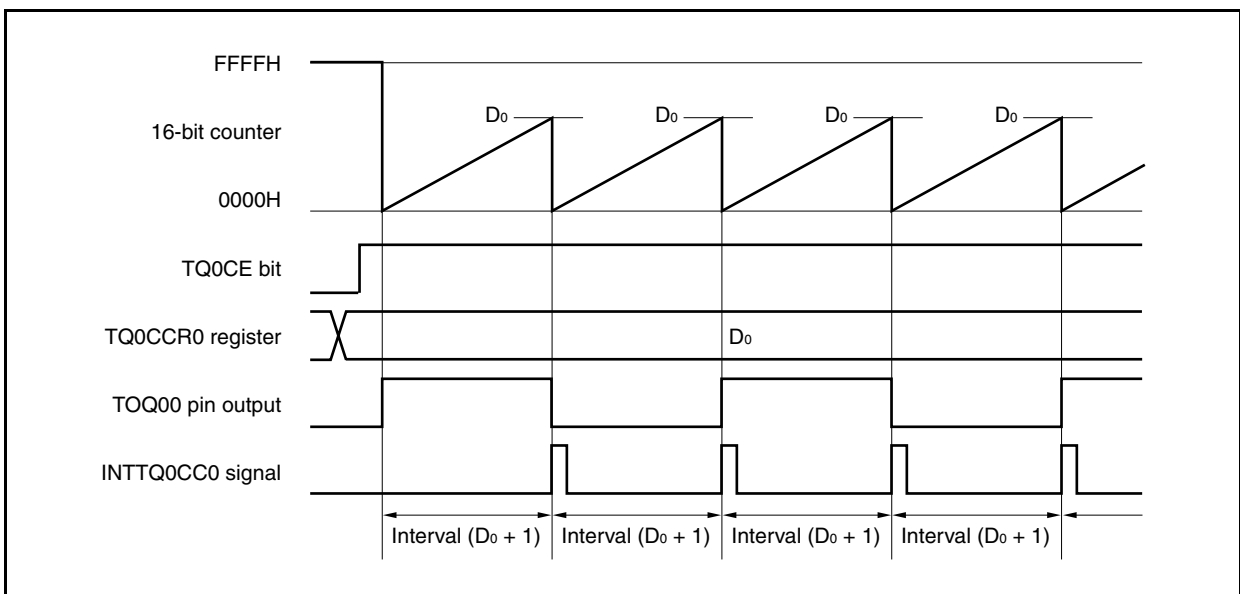 FFFFH
D0 D0 D0 D0
16-bit counter
0000H
TQ0CE bit
TQ0CCR0 register D0
TOQ00 pin output
INTTQ0CC0 signal
Interval (D0 + 1) Interval (D0 + 1) Interval (D0 + 1) Interval (D0 + 1)